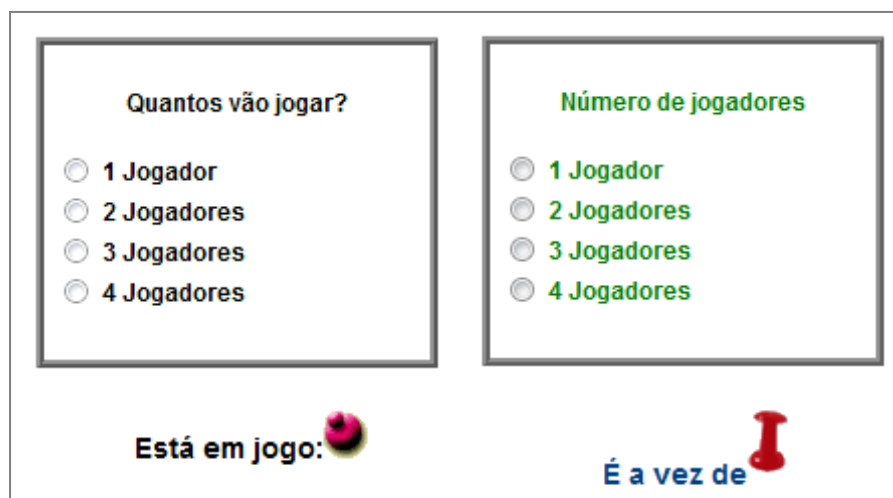 Quantos vão jogar?
1 Jogador
2 Jogadores
3 Jogadores
4 Jogadores
Está em jogo:
Número de jogadores
1 Jogador
2 Jogadores
3 Jogadores
4 Jogadores
É a vez de